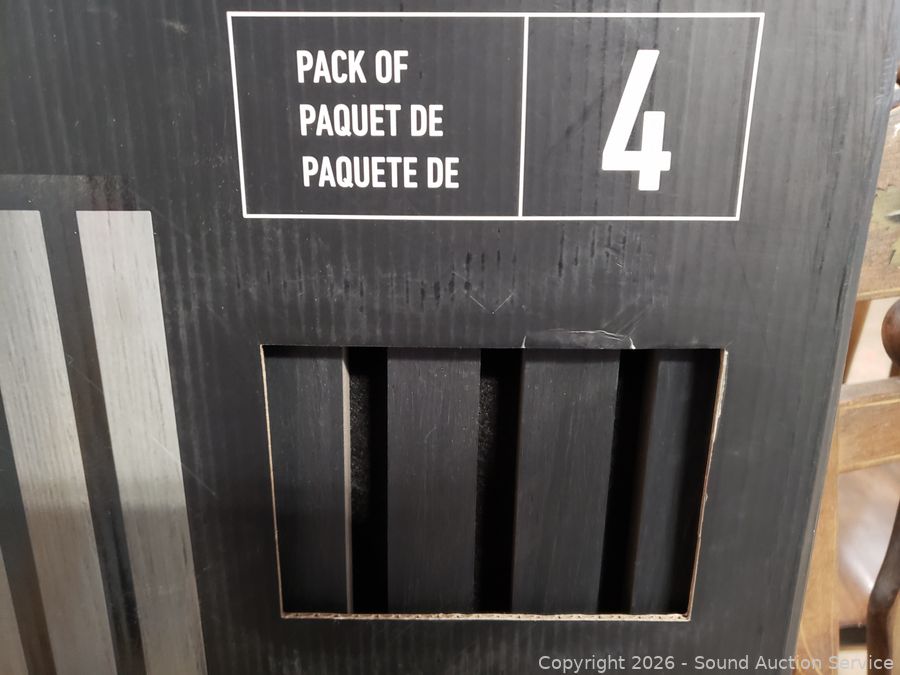 PACK OF
PAQUET DE
PAQUETE DE
4
Copyright 2026 - Sound Auction Service